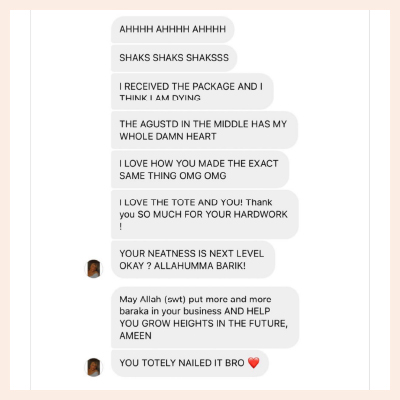 AHHHH AHHHH AHHHH
SHAKS SHAKS SHAKSSS
I RECEIVED THE PACKAGE AND I
THINK I AM DYING
THE AGUSTD IN THE MIDDLE HAS MY
WHOLE DAMN HEART
I LOVE HOW YOU MADE THE EXACT
SAME THING OMG OMG
I LOVE THE TOTE AND YOU! Thank
you SO MUCH FOR YOUR HARDWORK
!
YOUR NEATNESS IS NEXT LEVEL
OKAY ? ALLAHUMMA BARIK!
May Allah (swt) put more and more
baraka in your business AND HELP
YOU GROW HEIGHTS IN THE FUTURE,
AMEEN
YOU TOTELY NAILED IT BRO ❤️